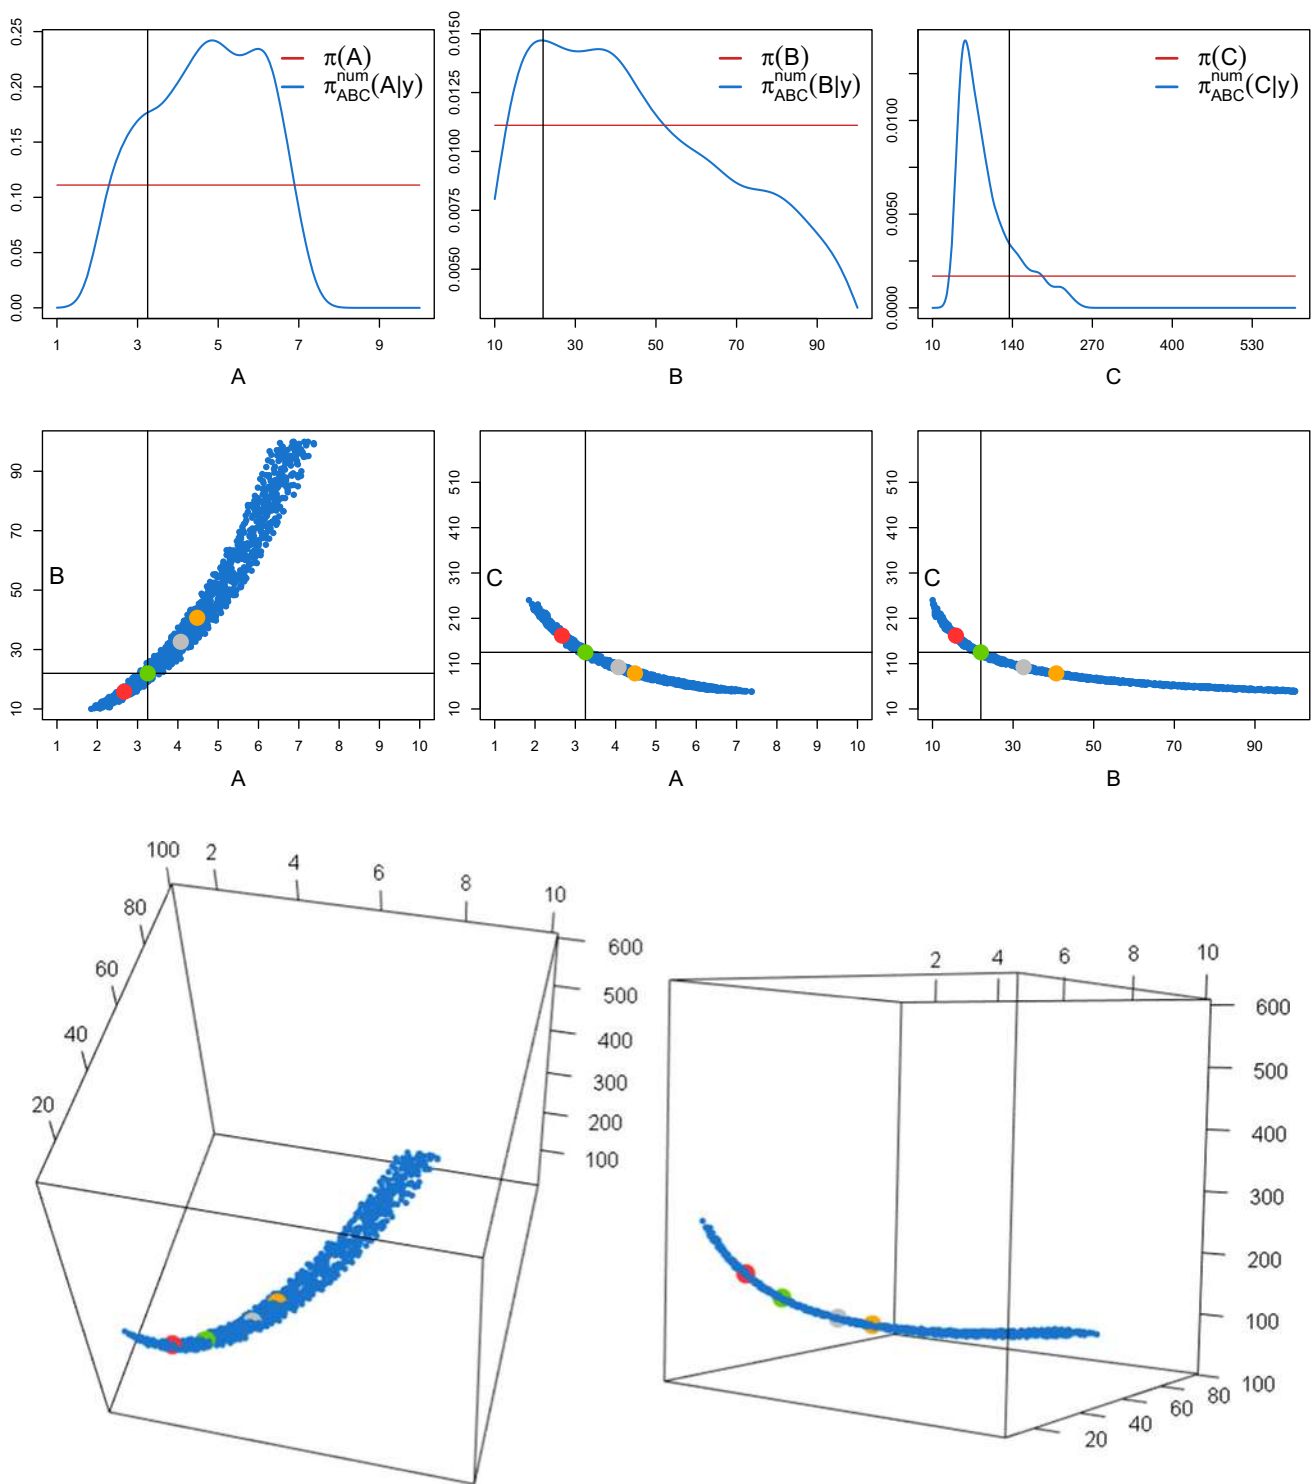 0.00 0.05 0.10 0.15 0.20 0.25
π(A)
π^num_ABC(A|y)
1 3 5 7 9
A
0.0050 0.0075 0.0100 0.0125 0.0150
π(B)
π^num_ABC(B|y)
10 30 50 70 90
B
0.0000 0.0050 0.0100
π(C)
π^num_ABC(C|y)
10 140 270 400 530
C
10 30 50 70 90
B
1 2 3 4 5 6 7 8 9 10
A
10 110 210 310 410 510
C
1 2 3 4 5 6 7 8 9 10
A
10 110 210 310 410 510
C
10 30 50 70 90
B
100 2 4 6 8 10
80
60
40
20
600
500
400
300
200
100
2 4 6 8 10
600
500
400
300
200
100
20 40 60 80 100